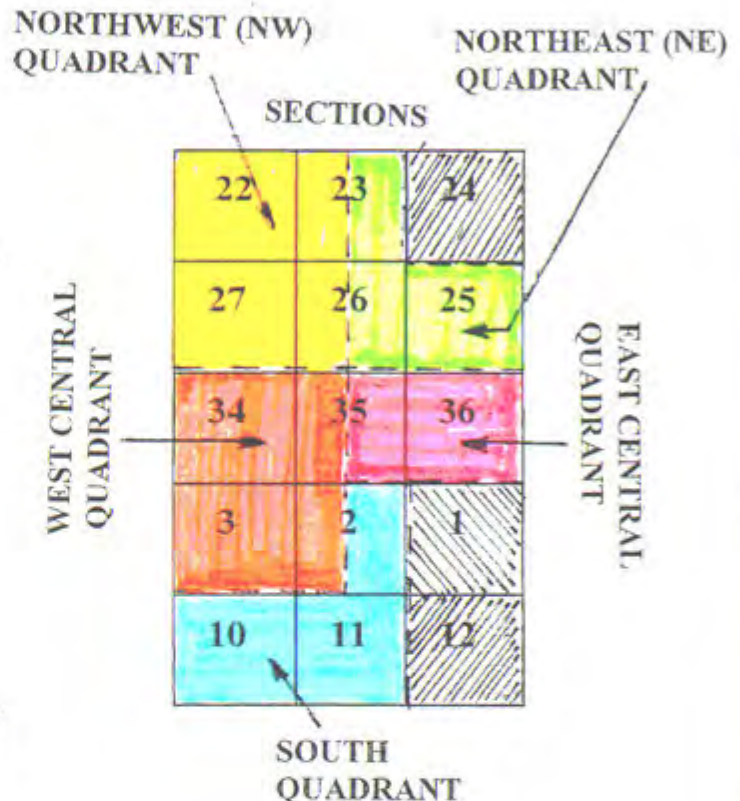 NORTHWEST (NW)
QUADRANT
NORTHEAST (NE)
QUADRANT
SECTIONS
22 23 24
27 26 25
WEST CENTRAL
QUADRANT
EAST CENTRAL
QUADRANT
34 35 36
3 2 1
10 11 12
SOUTH
QUADRANT